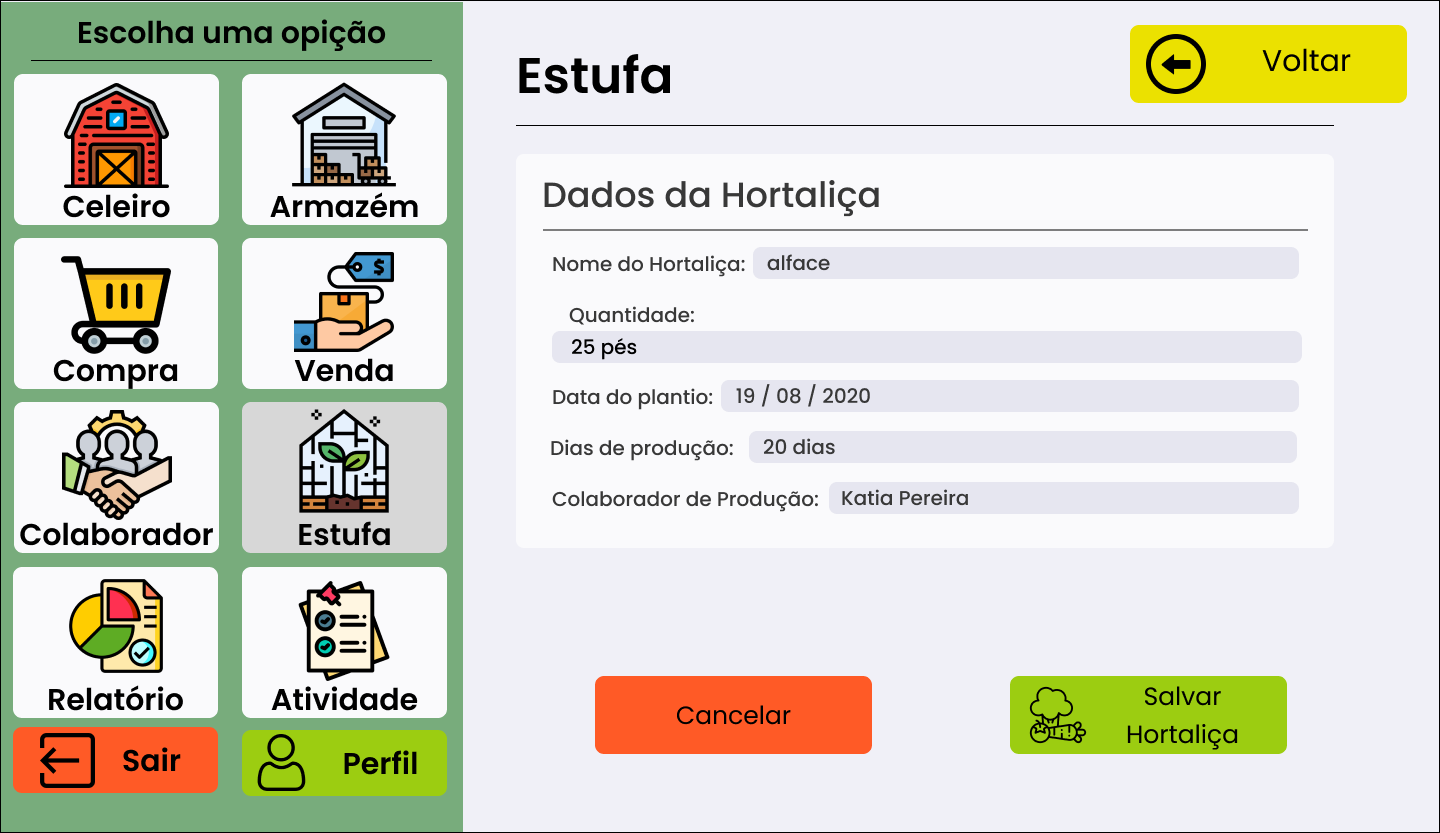 Escolha uma opição
Celeiro
Armazém
Compra
Venda
Colaborador
Estufa
Relatório
Atividade
Sair
Perfil
Estufa
Voltar
Dados da Hortaliça
Nome do Hortaliça: alface
Quantidade:
25 pés
Data do plantio: 19 / 08 / 2020
Dias de produção: 20 dias
Colaborador de Produção: Katia Pereira
Cancelar
Salvar
Hortaliça